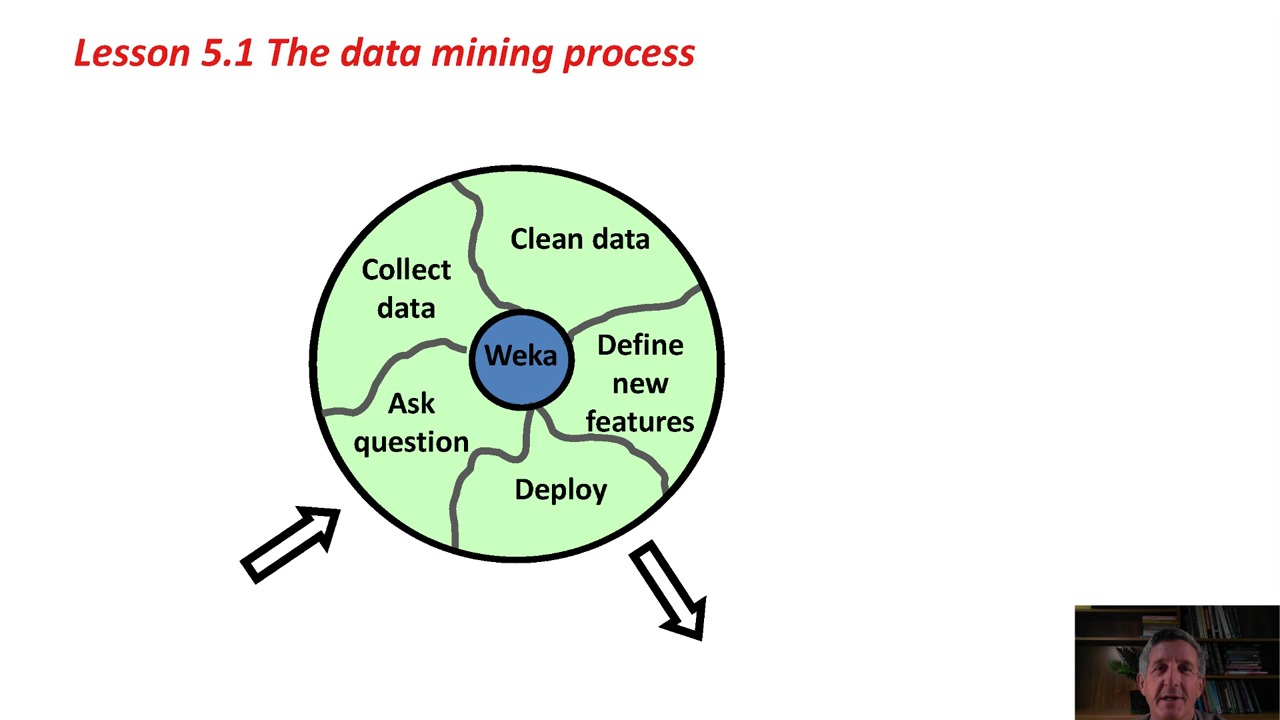 Lesson 5.1 The data mining process
Clean data
Collect
data
Weka
Define
new
features
Ask
question
Deploy